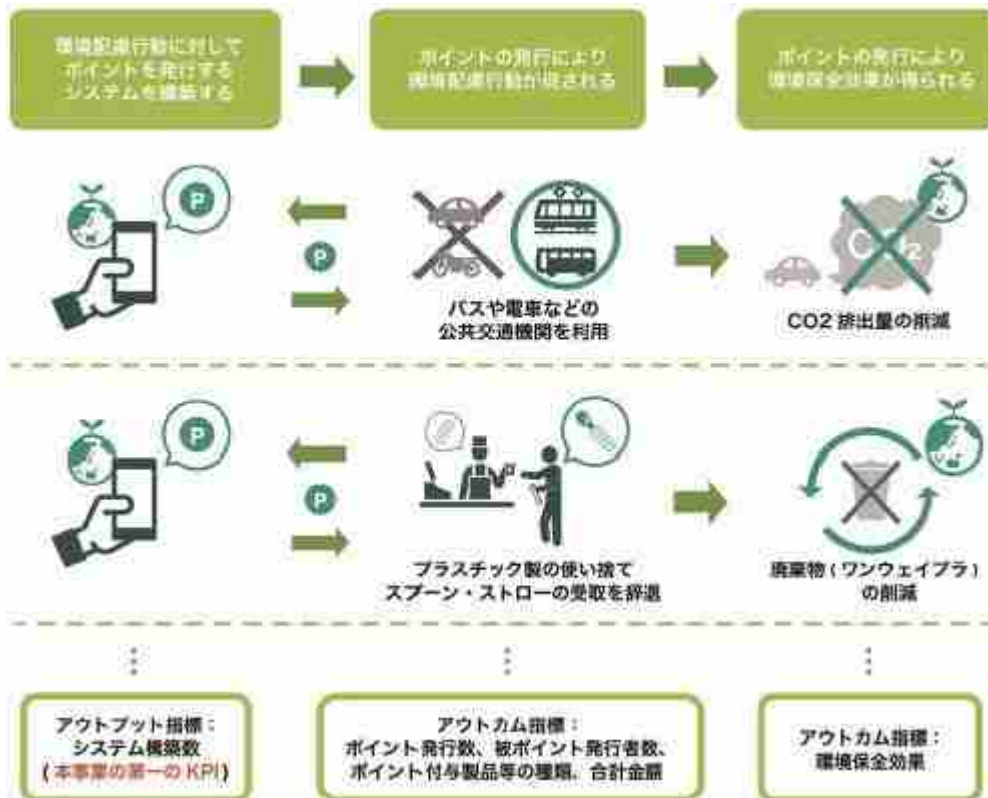 環境配慮行動に対して
ポイントを発行する
システムを構築する
ポイントの発行により
環境配慮行動が促される
ポイントの発行により
環境保全効果が得られる
P
P
CO2
バスや電車などの
公共交通機関を利用
CO2 排出量の削減
P
P
プラスチック製の使い捨て
スプーン・ストローの受取を辞退
廃棄物(ワンウェイプラ)
の削減
アウトプット指標：
システム構築数
(本事業の第一の KPI)
アウトカム指標：
ポイント発行数、被ポイント発行者数、
ポイント付与製品等の種類、合計金額
アウトカム指標：
環境保全効果